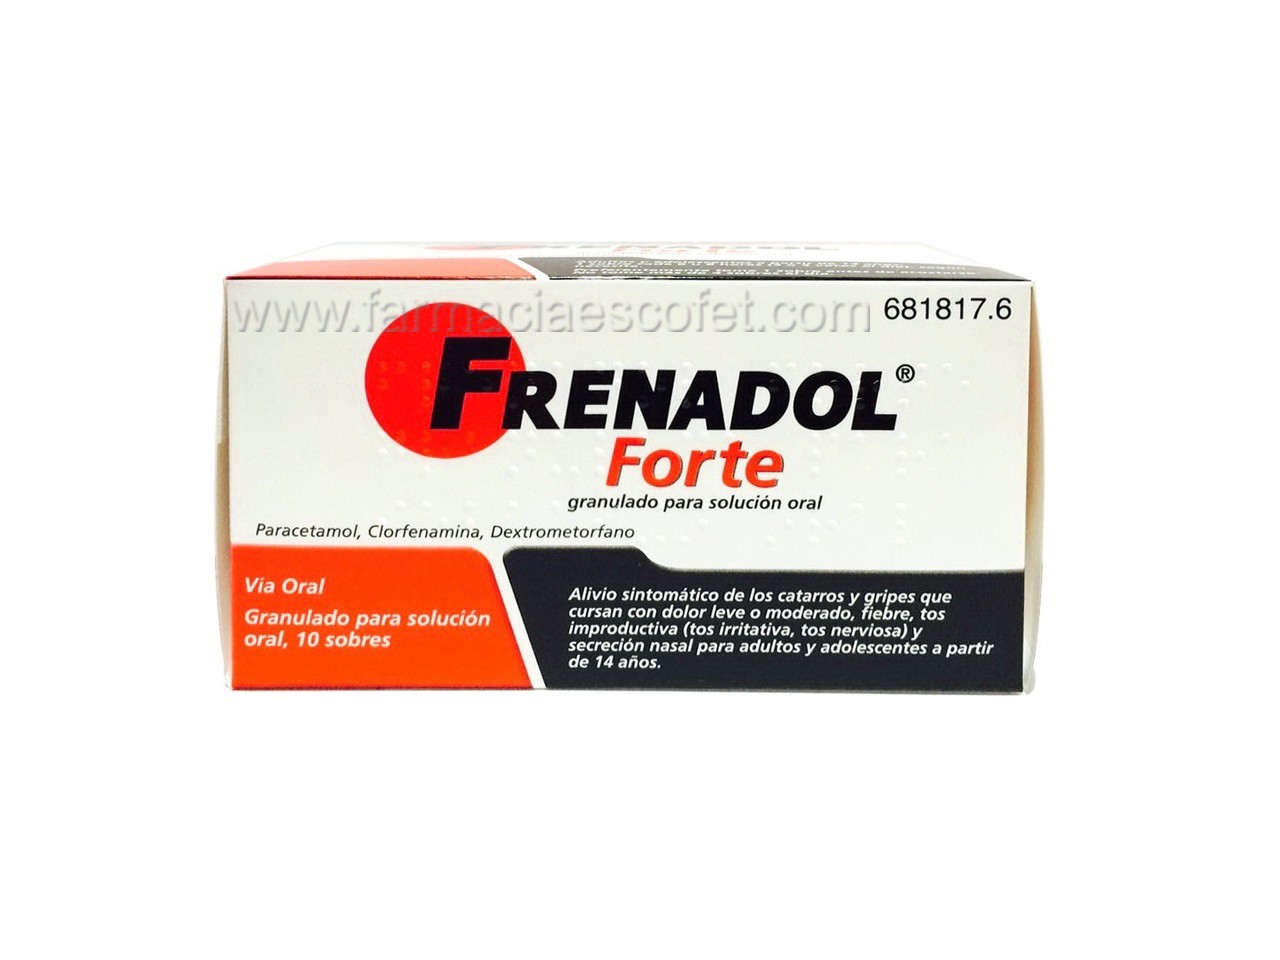 FRENADOL
Forte
www.farmaciaescofet.com
681817.6
FRENADOL®
Forte
granulado para solución oral
Paracetamol, Clorfenamina, Dextrometorfano
Vía Oral
Granulado para solución
oral, 10 sobres
Alivio sintomático de los catarros y gripes que
cursan con dolor leve o moderado, fiebre, tos
improductiva (tos irritativa, tos nerviosa) y
secreción nasal para adultos y adolescentes a partir
de 14 años.